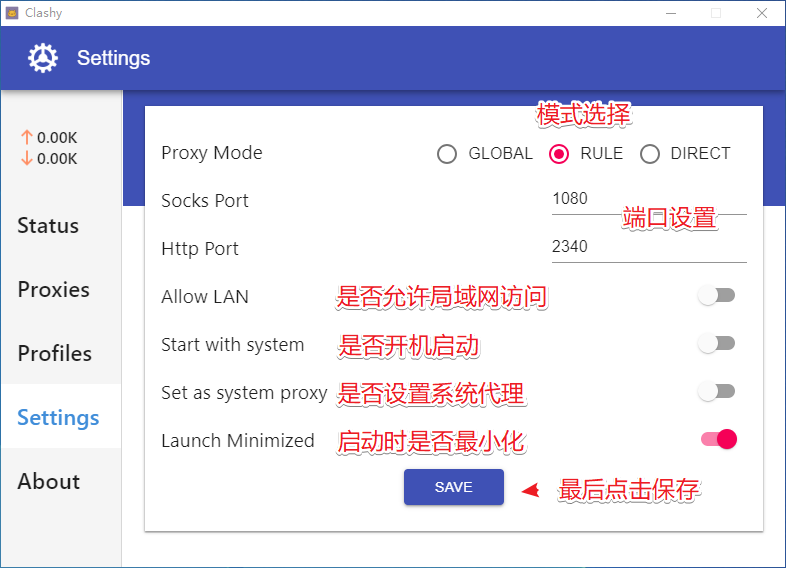 Clashy
Settings
0.00K
0.00K
Status
Proxies
Profiles
Settings
About
模式选择
Proxy Mode GLOBAL RULE DIRECT
Socks Port 1080
端口设置
Http Port 2340
Allow LAN 是否允许局域网访问
Start with system 是否开机启动
Set as system proxy 是否设置系统代理
Launch Minimized 启动时是否最小化
SAVE 最后点击保存